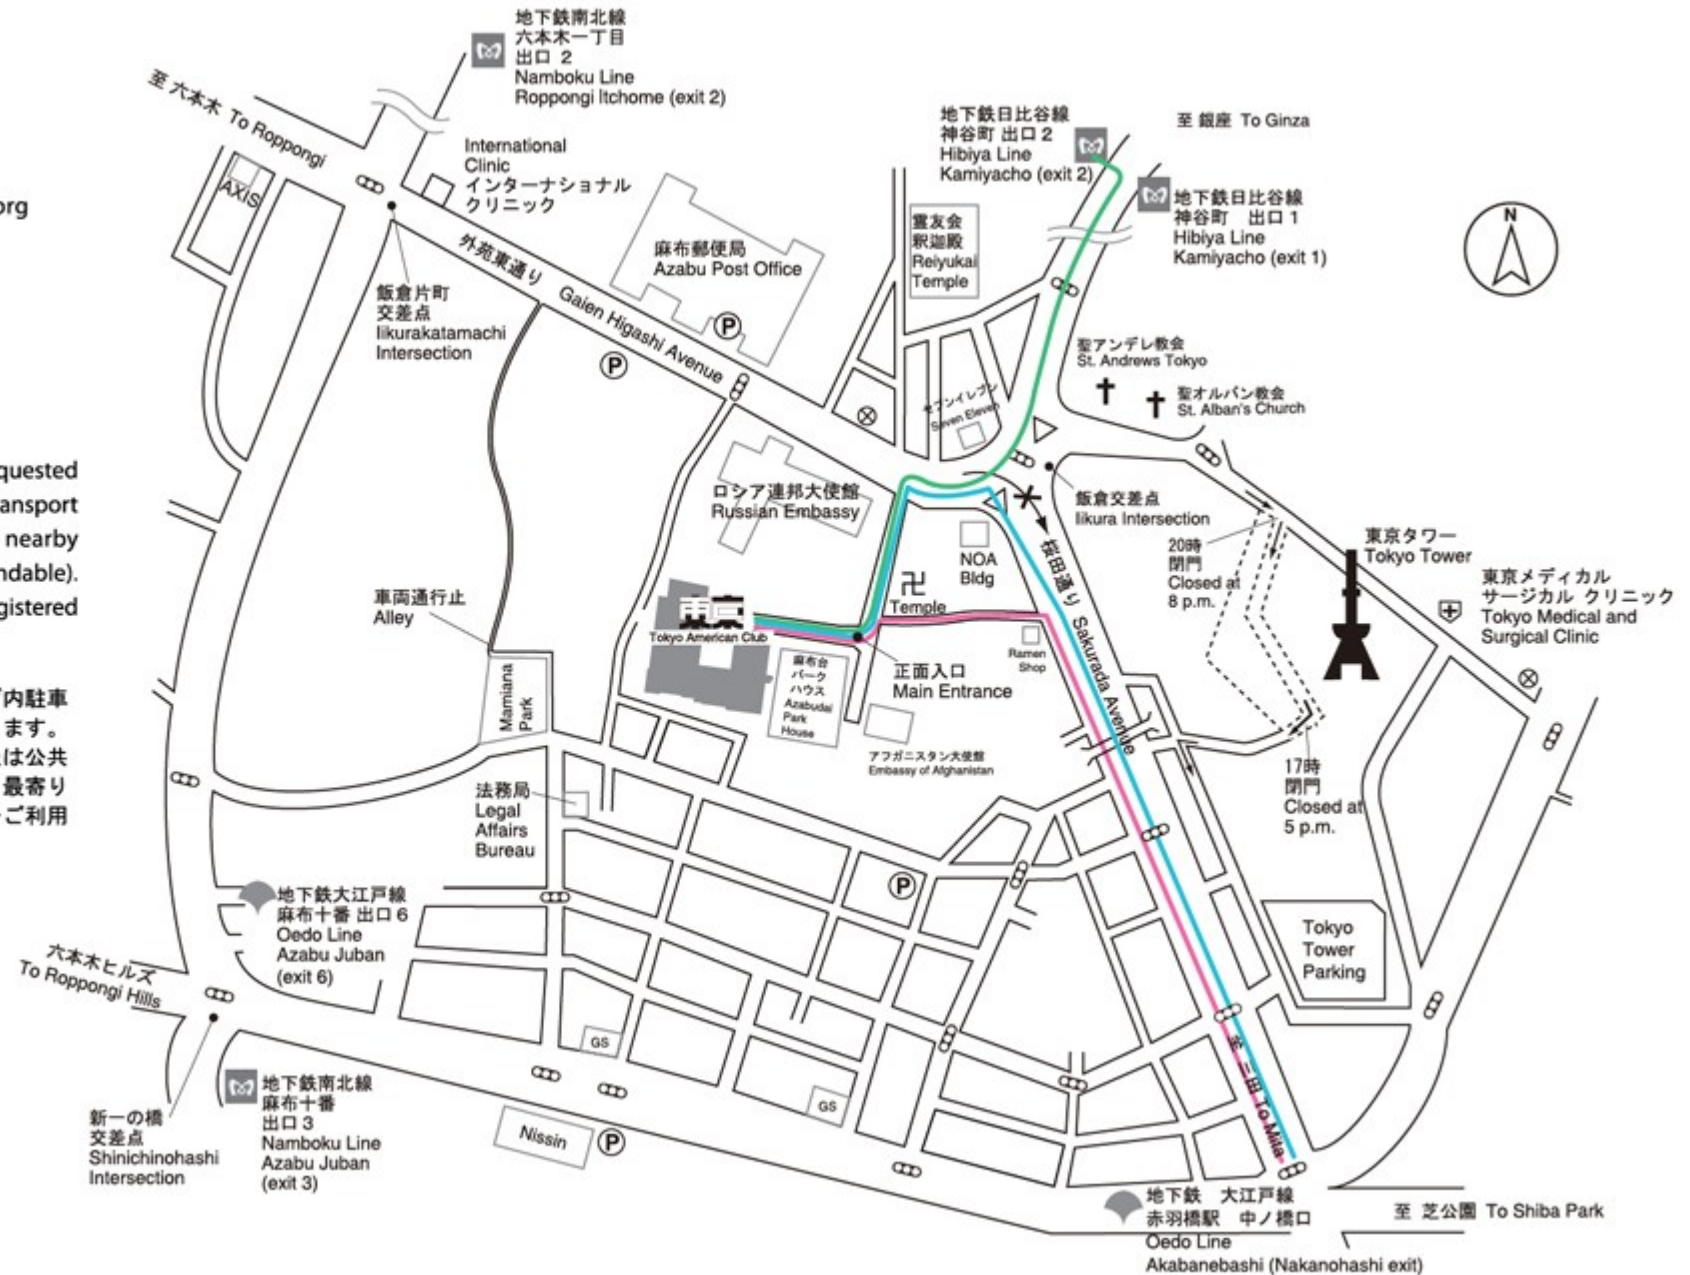 地下鉄南北線
六本木一丁目
出口 2
Namboku Line
Roppongi Itchome (exit 2)
至 六本木 To Roppongi
International
Clinic
インターナショナル
クリニック
AXIS
外苑東通り Gaien Higashi Avenue
飯倉片町
交差点
Iikurakatamachi
Intersection
麻布郵便局
Azabu Post Office
P
P
地下鉄日比谷線
神谷町 出口 2
Hibiya Line
Kamiyacho (exit 2)
至 銀座 To Ginza
地下鉄日比谷線
神谷町 出口 1
Hibiya Line
Kamiyacho (exit 1)
N
霊友会
釈迦殿
Reiyukai
Temple
聖アンデレ教会
St. Andrews Tokyo
聖オルバン教会
St. Alban's Church
セブンイレブン
Seven Eleven
飯倉交差点
Iikura Intersection
ロシア連邦大使館
Russian Embassy
NOA
Bldg
卍
Temple
桜田通り Sakurada Avenue
20時
閉門
Closed at
8 p.m.
東京タワー
Tokyo Tower
東京メディカル
サージカル クリニック
Tokyo Medical and
Surgical Clinic
org
quested
ansport
nearby
ndable).
gistered
内駐車
ます。
は公共
最寄り
ご利用
車両通行止
Alley
Tokyo American Club
麻布台
パーク
ハウス
Azabudai
Park
House
正面入口
Main Entrance
Ramen
Shop
アフガニスタン大使館
Embassy of Afghanistan
Mamiana
Park
17時
閉門
Closed at
5 p.m.
法務局
Legal
Affairs
Bureau
P
Tokyo
Tower
Parking
地下鉄大江戸線
麻布十番 出口 6
Oedo Line
Azabu Juban
(exit 6)
六本木ヒルズ
To Roppongi Hills
GS
GS
至 三田 To Mita
新一の橋
交差点
Shinichinohashi
Intersection
地下鉄南北線
麻布十番
出口 3
Namboku Line
Azabu Juban
(exit 3)
Nissin
P
地下鉄 大江戸線
赤羽橋駅 中ノ橋口
Oedo Line
Akabanebashi (Nakanohashi exit)
至 芝公園 To Shiba Park